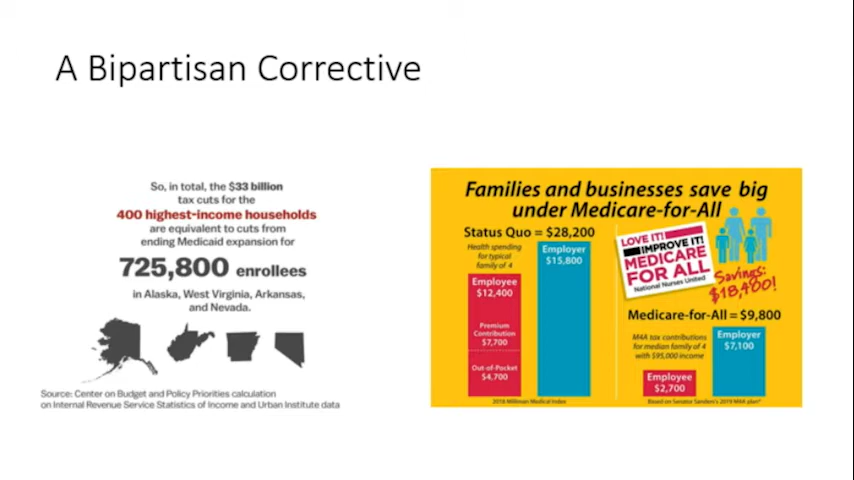 A Bipartisan Corrective
So, in total, the $33 billion
tax cuts for the
400 highest-income households
are equivalent to cuts from
ending Medicaid expansion for
725,800 enrollees
in Alaska, West Virginia, Arkansas,
and Nevada.
Source: Center on Budget and Policy Priorities calculation
on Internal Revenue Service Statistics of Income and Urban Institute data
Families and businesses save big
under Medicare-for-All
Status Quo = $28,200
Health spending
for typical
family of 4
Employee
$12,400
Premium
Contribution
$7,700
Out-of-Pocket
$4,700
Employer
$15,800
2018 Milliman Medical Index
LOVE IT!
IMPROVE IT!
MEDICARE
FOR ALL
National Nurses United
Savings:
$18,400!
Medicare-for-All = $9,800
M4A tax contributions
for median family of 4
with $95,000 income
Employee
$2,700
Employer
$7,100
Based on Senator Sanders's 2019 M4A plan*